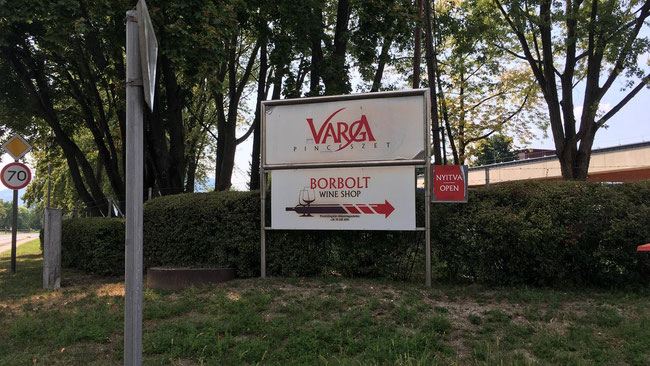 70
VARGA
PINCÉSZET
BORBOLT
WINE SHOP
NYITVA
OPEN